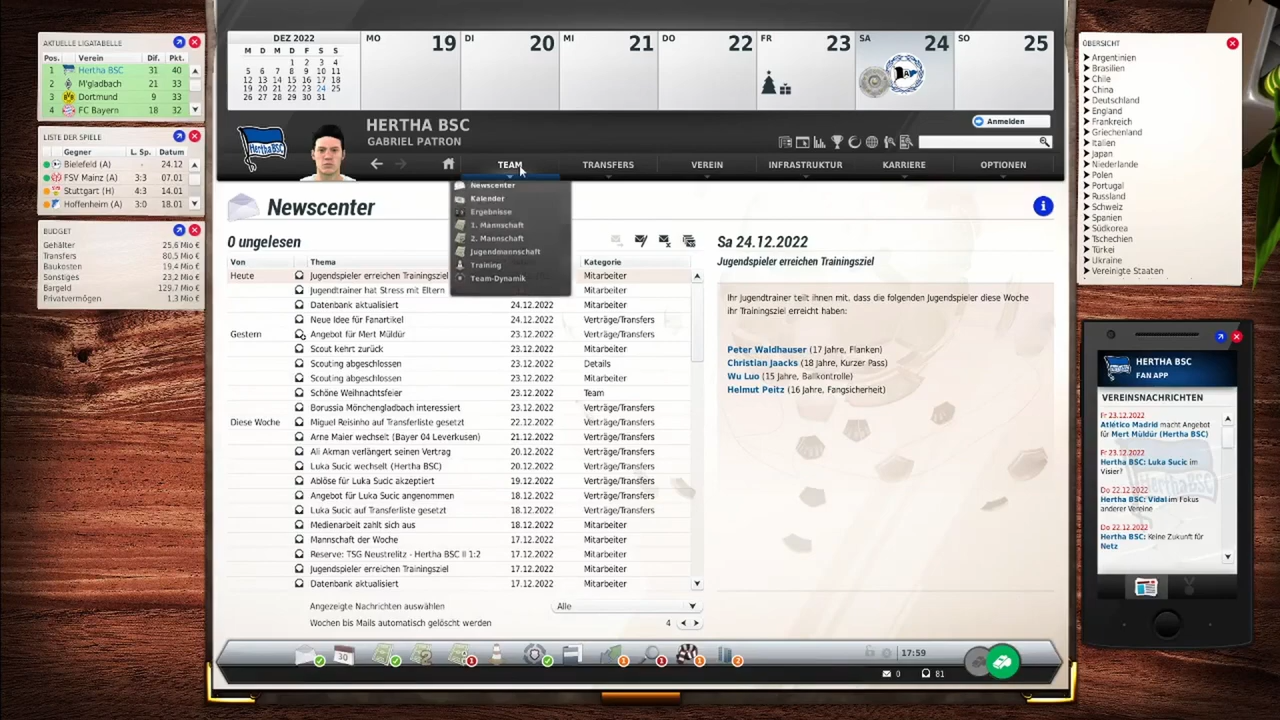 AKTUELLE LIGATABELLE
Pos. Verein Dif. Pkt.
1 Hertha BSC 31 40
2 M'gladbach 21 33
3 Dortmund 9 33
4 FC Bayern 18 32
LISTE DER SPIELE
Gegner L. Sp. Datum
Bielefeld (A) - 24.12
FSV Mainz (A) 3:3 07.01
Stuttgart (H) 4:3 14.01
Hoffenheim (A) 3:0 18.01
BUDGET
Gehälter 25.6 Mio €
Transfers 80.5 Mio €
Baukosten 19.4 Mio €
Sonstiges 23.2 Mio €
Bargeld 129.7 Mio €
Privatvermögen 1.3 Mio €
DEZ 2022
M D M D F S S
1 2 3 4
5 6 7 8 9 10 11
12 13 14 15 16 17 18
19 20 21 22 23 24 25
26 27 28 29 30 31
MO 19 DI 20 MI 21 DO 22 FR 23 SA 24 SO 25
HERTHA BSC
GABRIEL PATRON
Anmelden
TEAM TRANSFERS VEREIN INFRASTRUKTUR KARRIERE OPTIONEN
Newscenter
Kalender
Ergebnisse
1. Mannschaft
2. Mannschaft
Jugendmannschaft
Training
Team-Dynamik
Newscenter
0 ungelesen
Von Thema Kategorie
Heute Jugendspieler erreichen Trainingsziel Mitarbeiter
Jugendtrainer hat Stress mit Eltern Mitarbeiter
Datenbank aktualisiert 24.12.2022 Mitarbeiter
Neue Idee für Fanartikel 24.12.2022 Verträge/Transfers
Gestern Angebot für Mert Müldür 23.12.2022 Verträge/Transfers
Scout kehrt zurück 23.12.2022 Mitarbeiter
Scouting abgeschlossen 23.12.2022 Details
Scouting abgeschlossen 23.12.2022 Mitarbeiter
Schöne Weihnachtsfeier 23.12.2022 Team
Borussia Mönchengladbach interessiert 23.12.2022 Verträge/Transfers
Diese Woche Miguel Reisinho auf Transferliste gesetzt 22.12.2022 Verträge/Transfers
Arne Maier wechselt (Bayer 04 Leverkusen) 21.12.2022 Verträge/Transfers
Ali Akman verlängert seinen Vertrag 20.12.2022 Verträge/Transfers
Luka Sucic wechselt (Hertha BSC) 20.12.2022 Verträge/Transfers
Ablöse für Luka Sucic akzeptiert 19.12.2022 Verträge/Transfers
Angebot für Luka Sucic angenommen 18.12.2022 Verträge/Transfers
Luka Sucic auf Transferliste gesetzt 18.12.2022 Verträge/Transfers
Medienarbeit zahlt sich aus 18.12.2022 Mitarbeiter
Mannschaft der Woche 17.12.2022 Mitarbeiter
Reserve: TSG Neustrelitz - Hertha BSC II 1:2 17.12.2022 Mitarbeiter
Jugendspieler erreichen Trainingsziel 17.12.2022 Mitarbeiter
Datenbank aktualisiert 17.12.2022 Mitarbeiter
Angezeigte Nachrichten auswählen Alle
Wochen bis Mails automatisch gelöscht werden 4
Sa 24.12.2022
Jugendspieler erreichen Trainingsziel
Ihr Jugendtrainer teilt Ihnen mit, dass die folgenden Jugendspieler diese Woche
ihr Trainingsziel erreicht haben:
Peter Waldhauser (17 Jahre, Flanken)
Christian Jaacks (18 Jahre, Kurzer Pass)
Wu Luo (15 Jahre, Ballkontrolle)
Helmut Peitz (16 Jahre, Fangsicherheit)
17:59
0 81
ÜBERSICHT
Argentinien
Brasilien
Chile
China
Deutschland
England
Frankreich
Griechenland
Italien
Japan
Niederlande
Polen
Portugal
Russland
Schweiz
Spanien
Südkorea
Tschechien
Türkei
Ukraine
Vereinigte Staaten
HERTHA BSC
FAN APP
VEREINSNACHRICHTEN
Fr 23.12.2022
Atlético Madrid macht Angebot
für Mert Müldür (Hertha BSC)
Fr 23.12.2022
Hertha BSC: Luka Sucic im
Visier?
Do 22.12.2022
Hertha BSC: Vidal im Fokus
anderer Vereine
Do 22.12.2022
Hertha BSC: Keine Zukunft für
Netz